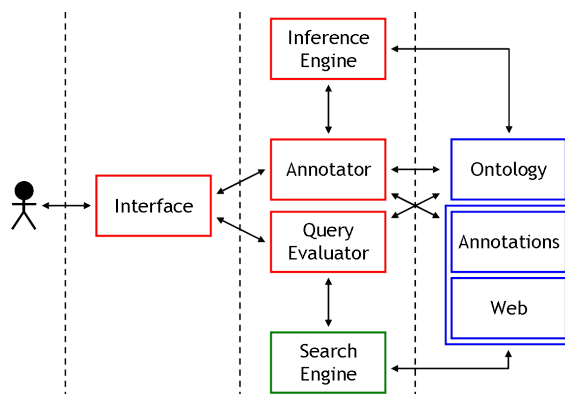 Inference
Engine
Annotator
Ontology
Interface
Query
Evaluator
Annotations
Web
Search
Engine